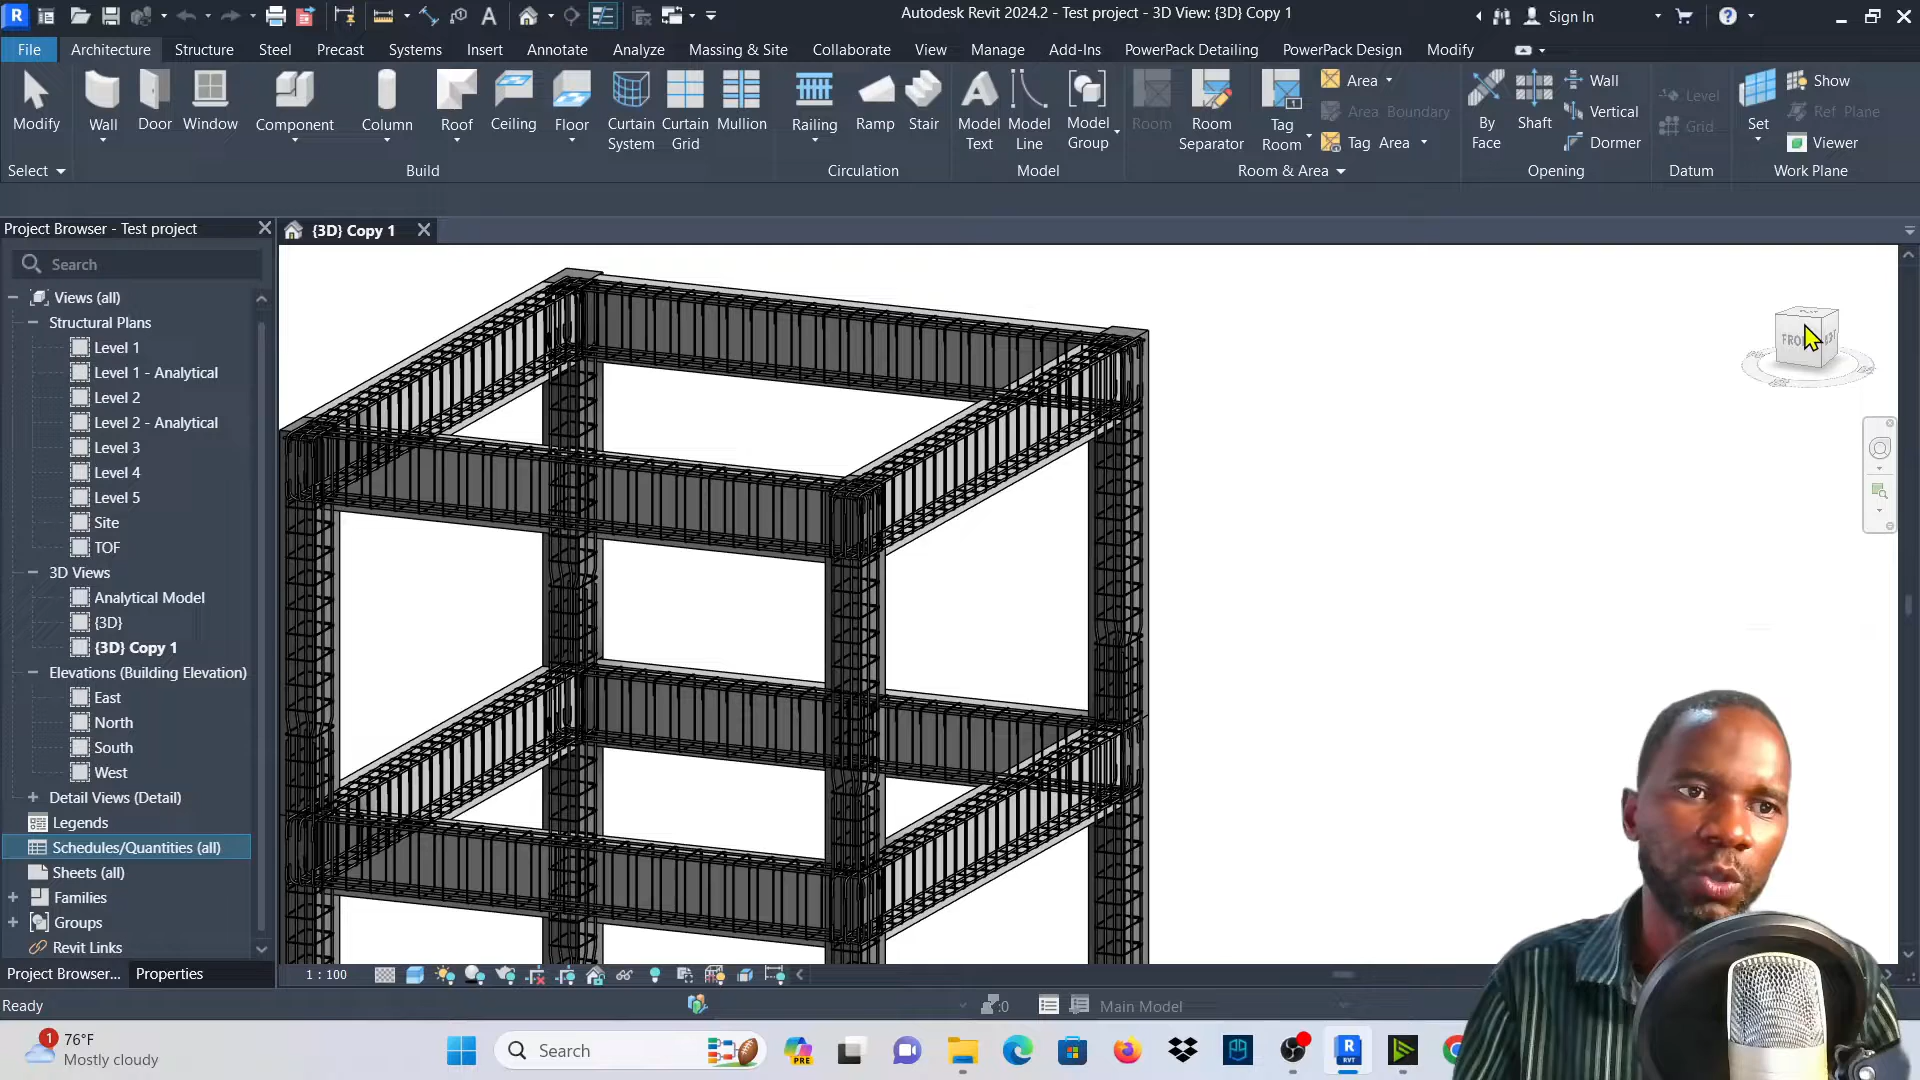 Autodesk Revit 2024.2 - Test project - 3D View: {3D} Copy 1
Sign In
File Architecture Structure Steel Precast Systems Insert Annotate Analyze Massing & Site Collaborate View Manage Add-Ins PowerPack Detailing PowerPack Design Modify
Modify
Wall
Door
Window
Component
Column
Roof
Ceiling
Floor
Curtain System
Curtain Grid
Mullion
Railing
Ramp
Stair
Model Text
Model Line
Model Group
Room
Room Separator
Tag Room
Area
Area Boundary
Tag Area
By Face
Shaft
Wall
Vertical
Dormer
Level
Grid
Set
Show
Ref Plane
Viewer
Select
Build
Circulation
Model
Room & Area
Opening
Datum
Work Plane
Project Browser - Test project
{3D} Copy 1
Search
Views (all)
Structural Plans
Level 1
Level 1 - Analytical
Level 2
Level 2 - Analytical
Level 3
Level 4
Level 5
Site
TOF
3D Views
Analytical Model
{3D}
{3D} Copy 1
Elevations (Building Elevation)
East
North
South
West
Detail Views (Detail)
Legends
Schedules/Quantities (all)
Sheets (all)
Families
Groups
Revit Links
Project Browser...
Properties
1 : 100
Ready
:0
Main Model
1
76°F
Mostly cloudy
Search